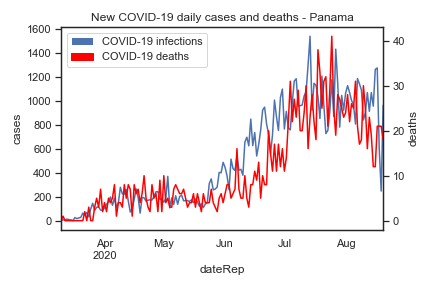 New COVID-19 daily cases and deaths - Panama
COVID-19 infections
COVID-19 deaths
1600
1400
1200
1000
800
600
400
200
0
cases
40
30
20
10
0
deaths
Apr
2020
May
Jun
Jul
Aug
dateRep